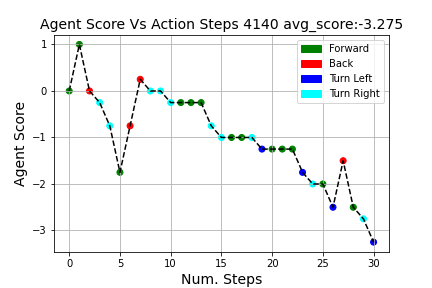 Agent Score Vs Action Steps 4140 avg_score:-3.275
Forward
Back
Turn Left
Turn Right
Agent Score
1
0
−1
−2
−3
0 5 10 15 20 25 30
Num. Steps